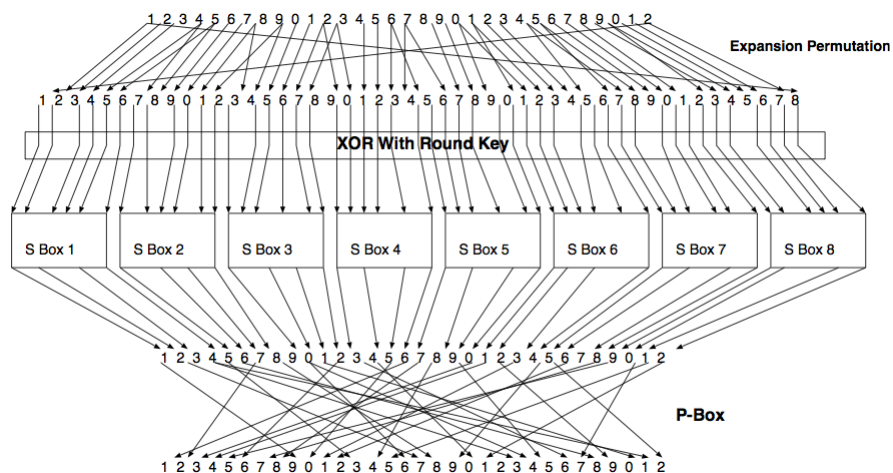 1 2 3 4 5 6 7 8 9 0 1 2 3 4 5 6 7 8 9 0 1 2 3 4 5 6 7 8 9 0 1 2
Expansion Permutation
1 2 3 4 5 6 7 8 9 0 1 2 3 4 5 6 7 8 9 0 1 2 3 4 5 6 7 8 9 0 1 2 3 4 5 6 7 8 9 0 1 2 3 4 5 6 7 8
XOR With Round Key
S Box 1 S Box 2 S Box 3 S Box 4 S Box 5 S Box 6 S Box 7 S Box 8
1 2 3 4 5 6 7 8 9 0 1 2 3 4 5 6 7 8 9 0 1 2 3 4 5 6 7 8 9 0 1 2
P-Box
1 2 3 4 5 6 7 8 9 0 1 2 3 4 5 6 7 8 9 0 1 2 3 4 5 6 7 8 9 0 1 2